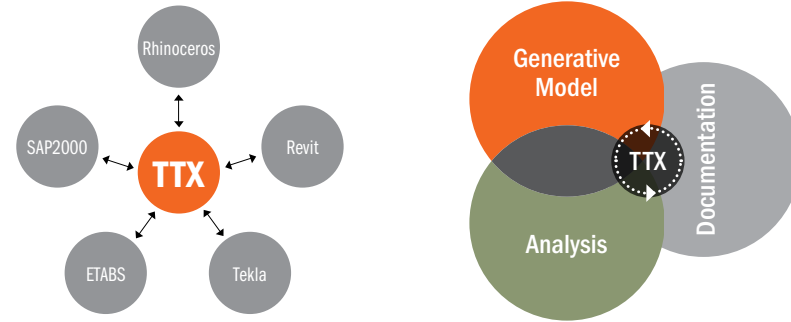 Rhinoceros
SAP2000
TTX
Revit
ETABS
Tekla
Generative
Model
TTX
Documentation
Analysis